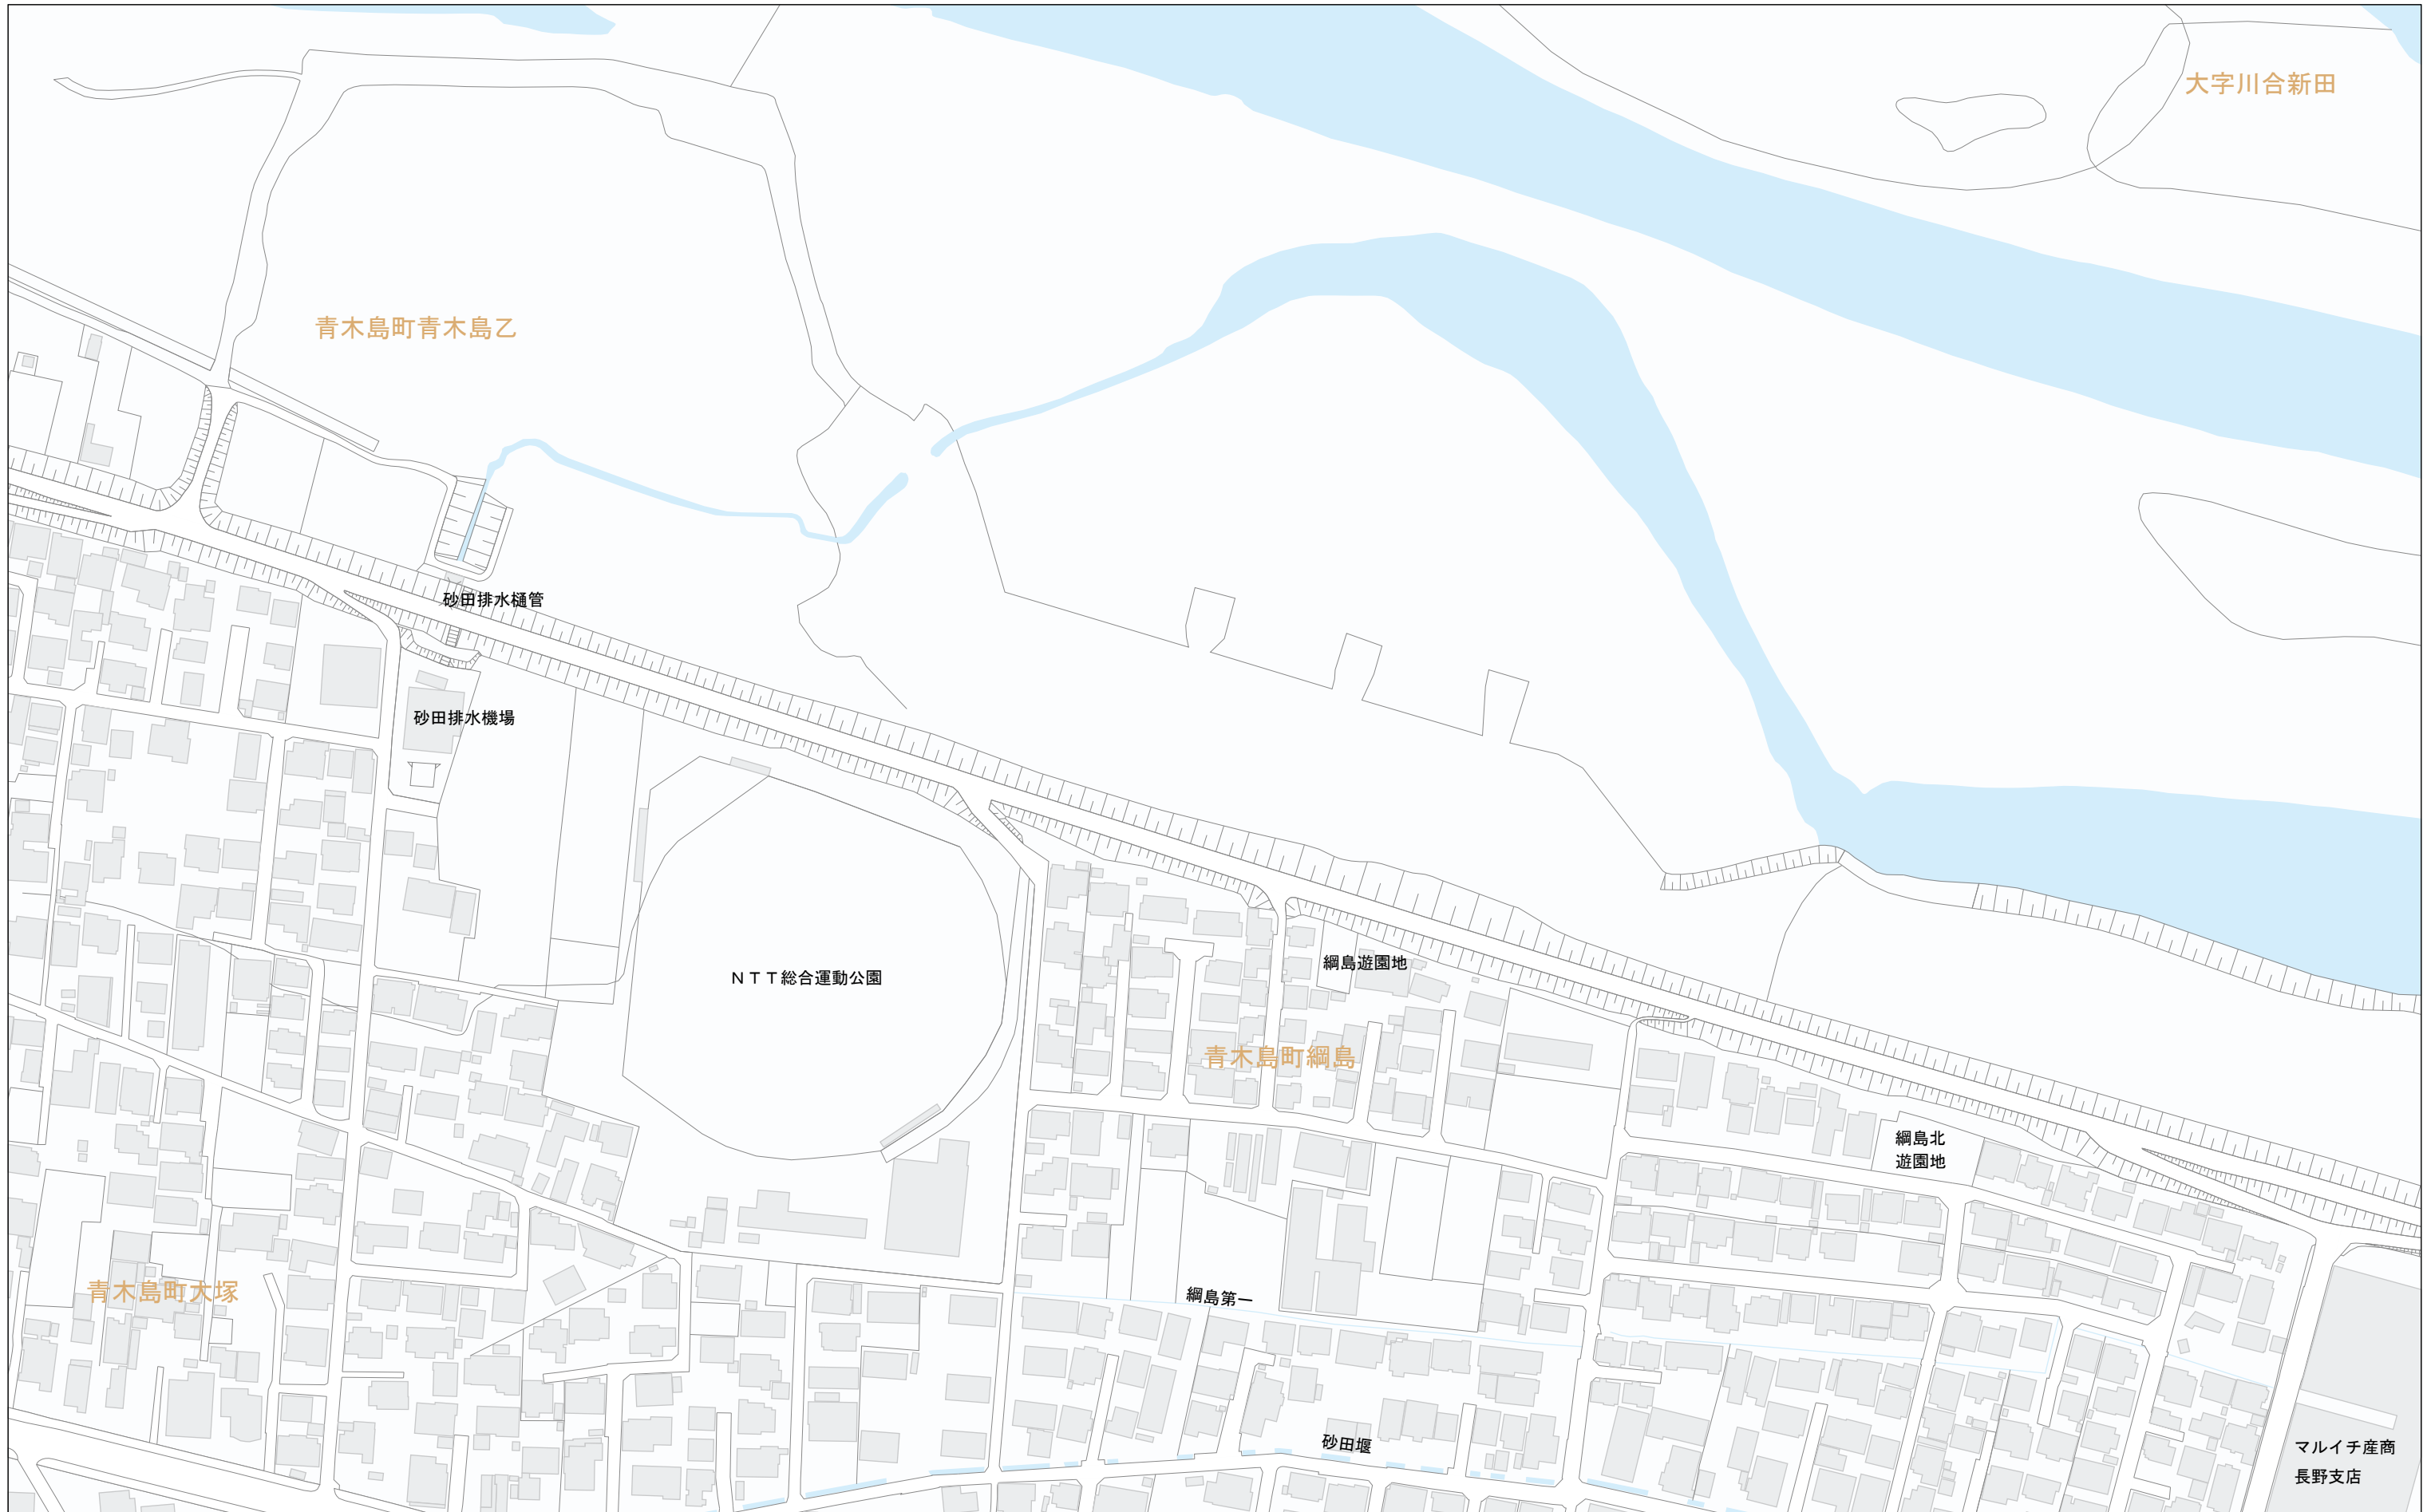 大字川合新田
青木島町青木島乙
砂田排水樋管
砂田排水機場
ＮＴＴ総合運動公園
綱島遊園地
青木島町綱島
綱島北
遊園地
青木島町大塚
綱島第一
砂田堰
マルイチ産商
長野支店